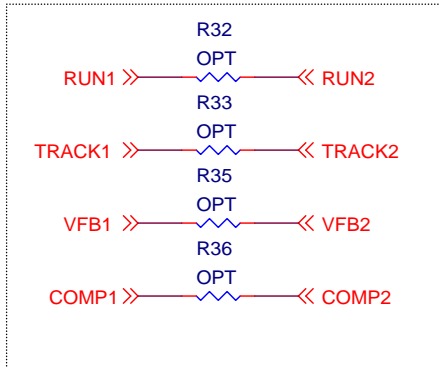 R32
OPT
RUN1 RUN2
R33
OPT
TRACK1 TRACK2
R35
OPT
VFB1 VFB2
R36
OPT
COMP1 COMP2